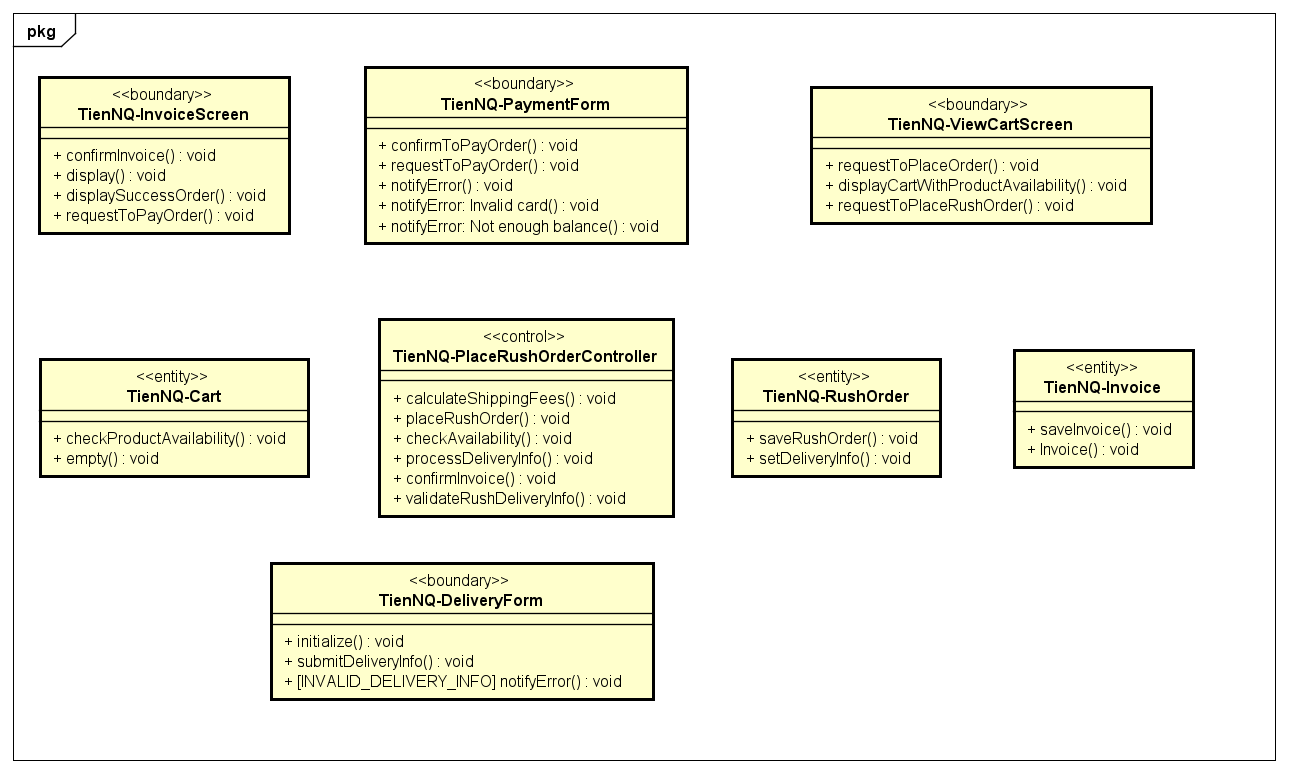 pkg
<<boundary>>
TienNQ-InvoiceScreen
+ confirmInvoice() : void
+ display() : void
+ displaySuccessOrder() : void
+ requestToPayOrder() : void
<<boundary>>
TienNQ-PaymentForm
+ confirmToPayOrder() : void
+ requestToPayOrder() : void
+ notifyError() : void
+ notifyError: Invalid card() : void
+ notifyError: Not enough balance() : void
<<boundary>>
TienNQ-ViewCartScreen
+ requestToPlaceOrder() : void
+ displayCartWithProductAvailability() : void
+ requestToPlaceRushOrder() : void
<<entity>>
TienNQ-Cart
+ checkProductAvailability() : void
+ empty() : void
<<control>>
TienNQ-PlaceRushOrderController
+ calculateShippingFees() : void
+ placeRushOrder() : void
+ checkAvailability() : void
+ processDeliveryInfo() : void
+ confirmInvoice() : void
+ validateRushDeliveryInfo() : void
<<entity>>
TienNQ-RushOrder
+ saveRushOrder() : void
+ setDeliveryInfo() : void
<<entity>>
TienNQ-Invoice
+ saveInvoice() : void
+ Invoice() : void
<<boundary>>
TienNQ-DeliveryForm
+ initialize() : void
+ submitDeliveryInfo() : void
+ [INVALID_DELIVERY_INFO] notifyError() : void